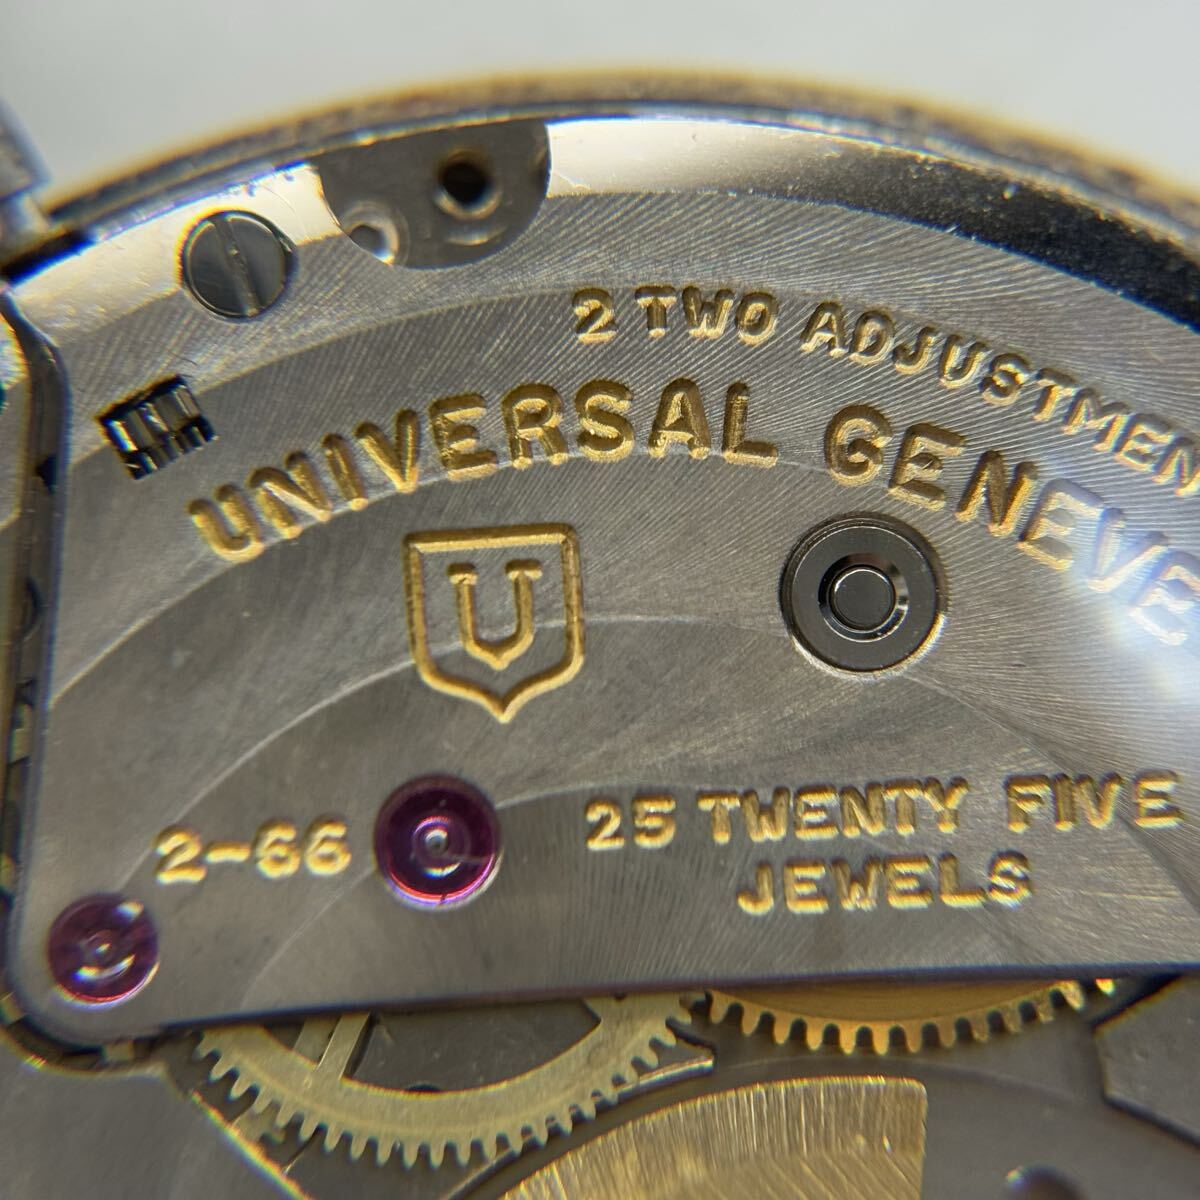 2 TWO ADJUSTMEN
UNIVERSAL GENEVE
U
2-66
25 TWENTY FIVE
JEWELS